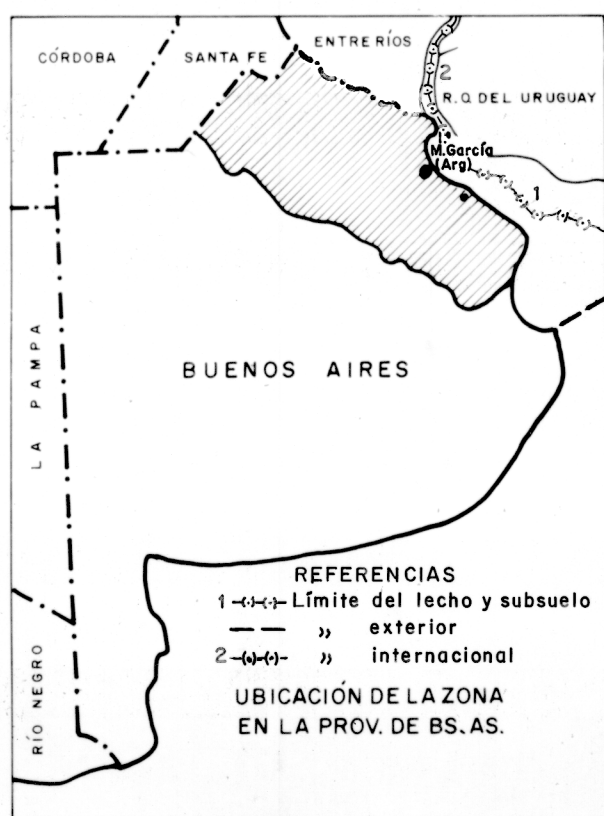 CÓRDOBA
SANTA FE
ENTRE RÍOS
2
R.O. DEL URUGUAY
M. García
(Arg)
1
LA PAMPA
BUENOS AIRES
RÍO NEGRO
REFERENCIAS
1 Límite del lecho y subsuelo
" exterior
2 " internacional
UBICACIÓN DE LA ZONA
EN LA PROV. DE BS. AS.